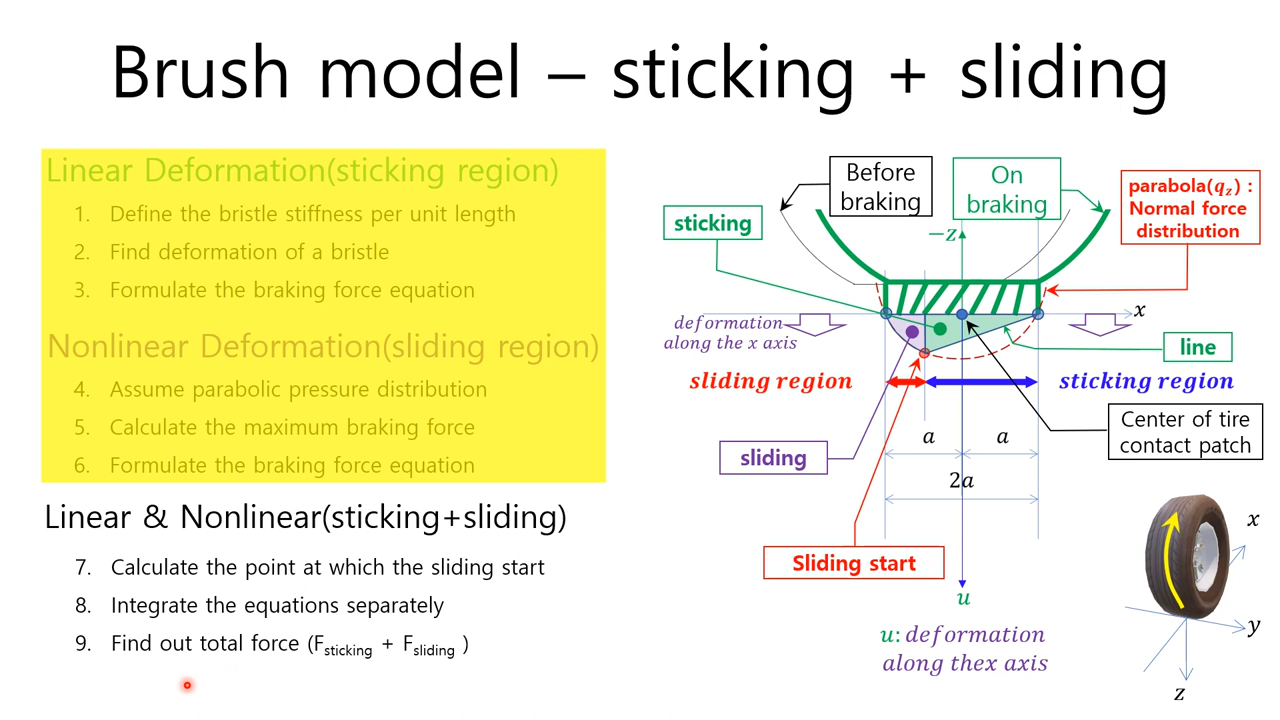 Brush model – sticking + sliding
Linear Deformation(sticking region)
1. Define the bristle stiffness per unit length
2. Find deformation of a bristle
3. Formulate the braking force equation
Nonlinear Deformation(sliding region)
4. Assume parabolic pressure distribution
5. Calculate the maximum braking force
6. Formulate the braking force equation
Linear & Nonlinear(sticking+sliding)
7. Calculate the point at which the sliding start
8. Integrate the equations separately
9. Find out total force (Fsticking + Fsliding )
Before
braking
On
braking
parabola(qz) :
Normal force
distribution
sticking
−z
x
deformation
along the x axis
line
sliding region
sticking region
Center of tire
contact patch
a
a
sliding
2a
Sliding start
u
u: deformation
along thex axis
x
y
z